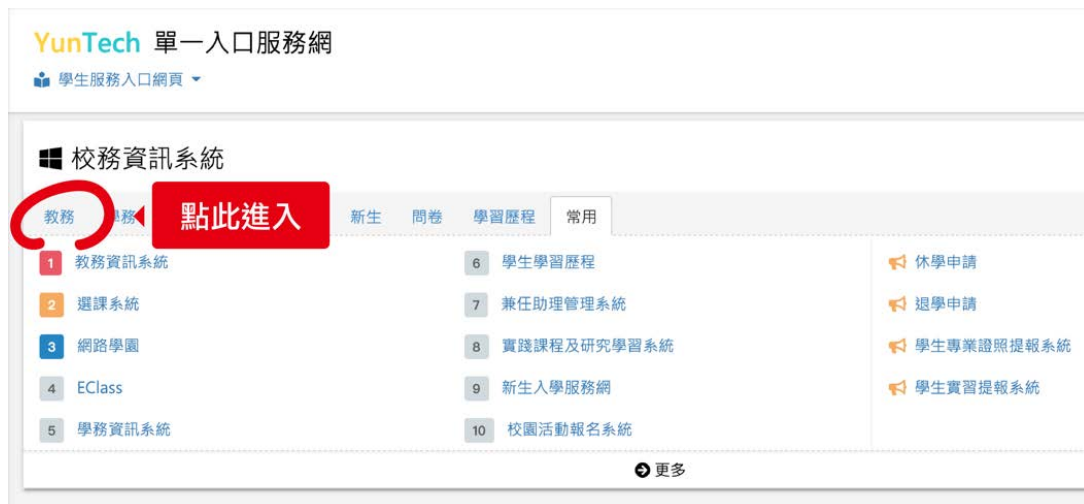 YunTech 單一入口服務網
學生服務入口網頁
校務資訊系統
教務 學務 點此進入 新生 問卷 學習歷程 常用
1 教務資訊系統
2 選課系統
3 網路學園
4 EClass
5 學務資訊系統
6 學生學習歷程
7 兼任助理管理系統
8 實踐課程及研究學習系統
9 新生入學服務網
10 校園活動報名系統
休學申請
退學申請
學生專業證照提報系統
學生實習提報系統
更多